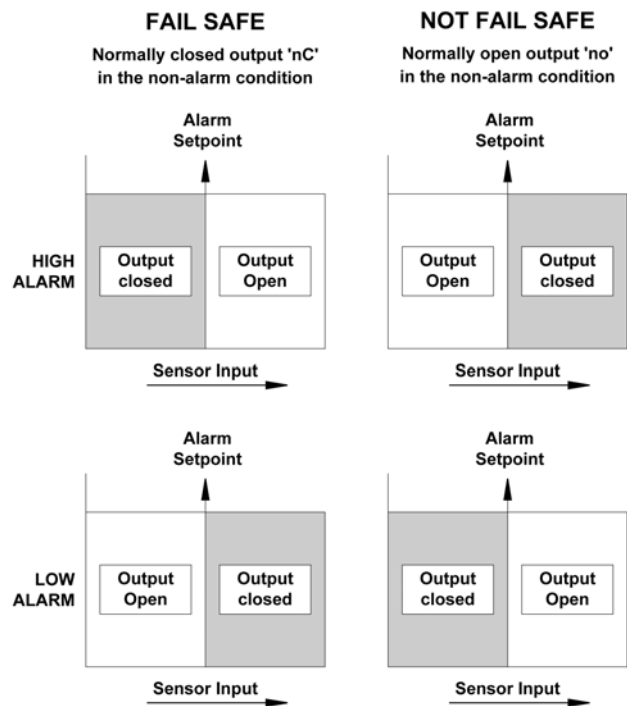 FAIL SAFE
Normally closed output 'nC'
in the non-alarm condition
NOT FAIL SAFE
Normally open output 'no'
in the non-alarm condition
Alarm
Setpoint
Alarm
Setpoint
HIGH
ALARM
Output
closed
Output
Open
Output
Open
Output
closed
Sensor Input
Sensor Input
Alarm
Setpoint
Alarm
Setpoint
LOW
ALARM
Output
Open
Output
closed
Output
closed
Output
Open
Sensor Input
Sensor Input